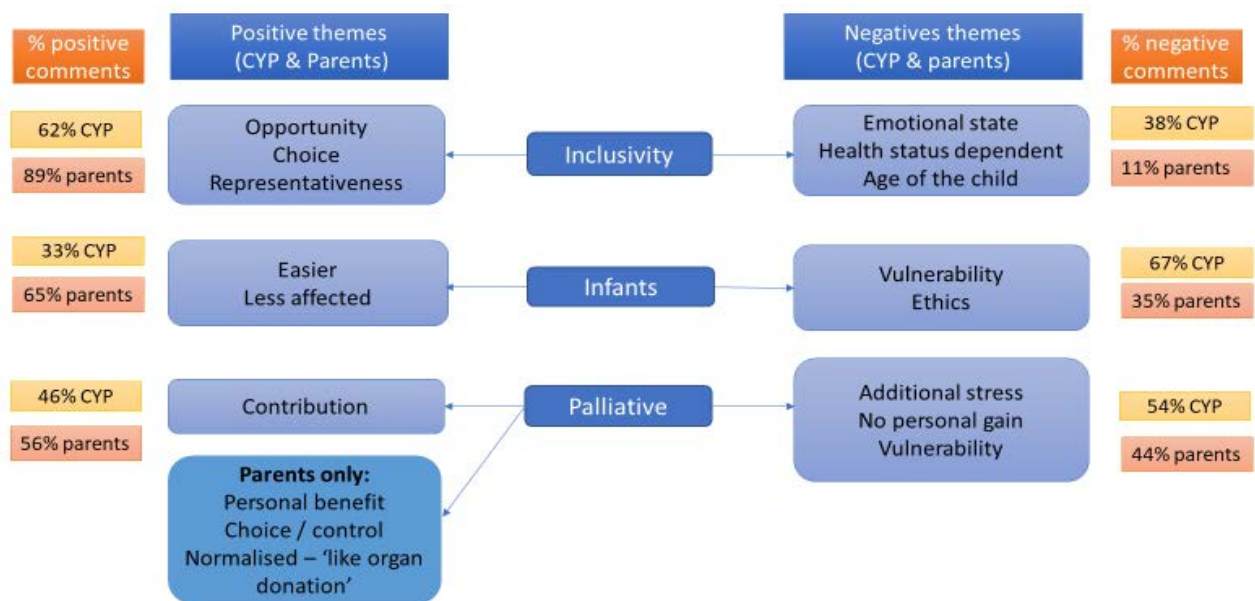 % positive
comments
Positive themes
(CYP & Parents)
Negatives themes
(CYP & parents)
% negative
comments
62% CYP
89% parents
Opportunity
Choice
Representativeness
Inclusivity
Emotional state
Health status dependent
Age of the child
38% CYP
11% parents
33% CYP
65% parents
Easier
Less affected
Infants
Vulnerability
Ethics
67% CYP
35% parents
46% CYP
56% parents
Contribution
Palliative
Additional stress
No personal gain
Vulnerability
54% CYP
44% parents
Parents only:
Personal benefit
Choice / control
Normalised – ‘like organ
donation’